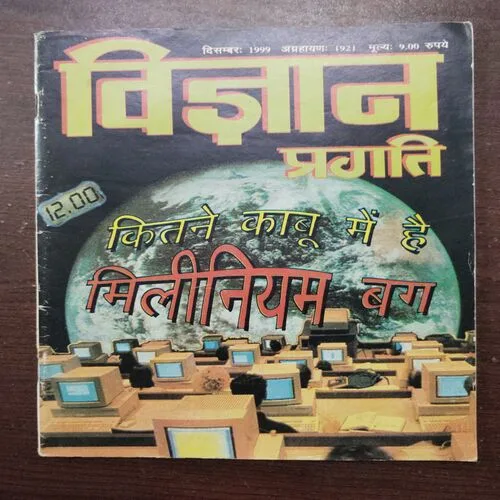 दिसम्बर: 1999 अग्रहायण: 1921 मूल्य: 9.00 रुपये
विज्ञान
प्रगति
12.00
कितने काबू में है
मिलीनियम बग